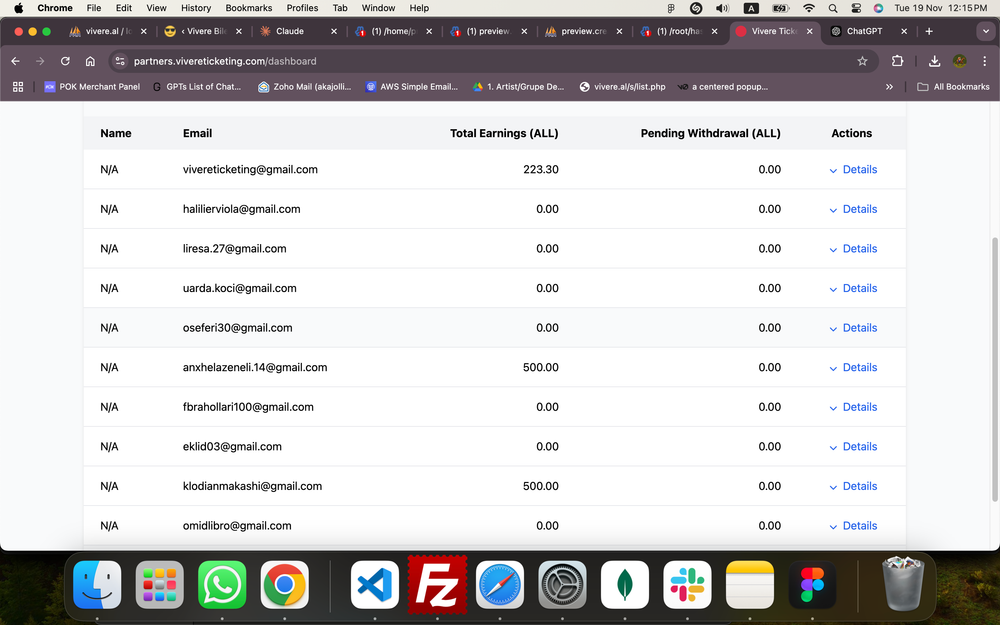 Chrome File Edit View History Bookmarks Profiles Tab Window Help A Tue 19 Nov 12:15 PM
vivere.al / l ‹ Vivere Bil Claude (1) /home/p (1) preview. preview.cre (1) /root/ha Vivere Ticke ChatGPT
partners.vivereticketing.com/dashboard
POK Merchant Panel GPTs List of Chat... Zoho Mail (akajolli... AWS Simple Email... 1. Artist/Grupe De... vivere.al/s/list.php a centered popup... » All Bookmarks
Name Email Total Earnings (ALL) Pending Withdrawal (ALL) Actions
N/A vivereticketing@gmail.com 223.30 0.00 Details
N/A halilierviola@gmail.com 0.00 0.00 Details
N/A liresa.27@gmail.com 0.00 0.00 Details
N/A uarda.koci@gmail.com 0.00 0.00 Details
N/A oseferi30@gmail.com 0.00 0.00 Details
N/A anxhelazeneli.14@gmail.com 500.00 0.00 Details
N/A fbrahollari100@gmail.com 0.00 0.00 Details
N/A eklid03@gmail.com 0.00 0.00 Details
N/A klodianmakashi@gmail.com 500.00 0.00 Details
N/A omidlibro@gmail.com 0.00 0.00 Details
Fz